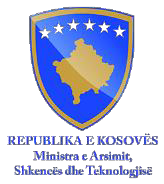 REPUBLIKA E KOSOVËS
Ministra e Arsimit,
Shkencës dhe Teknologjisë